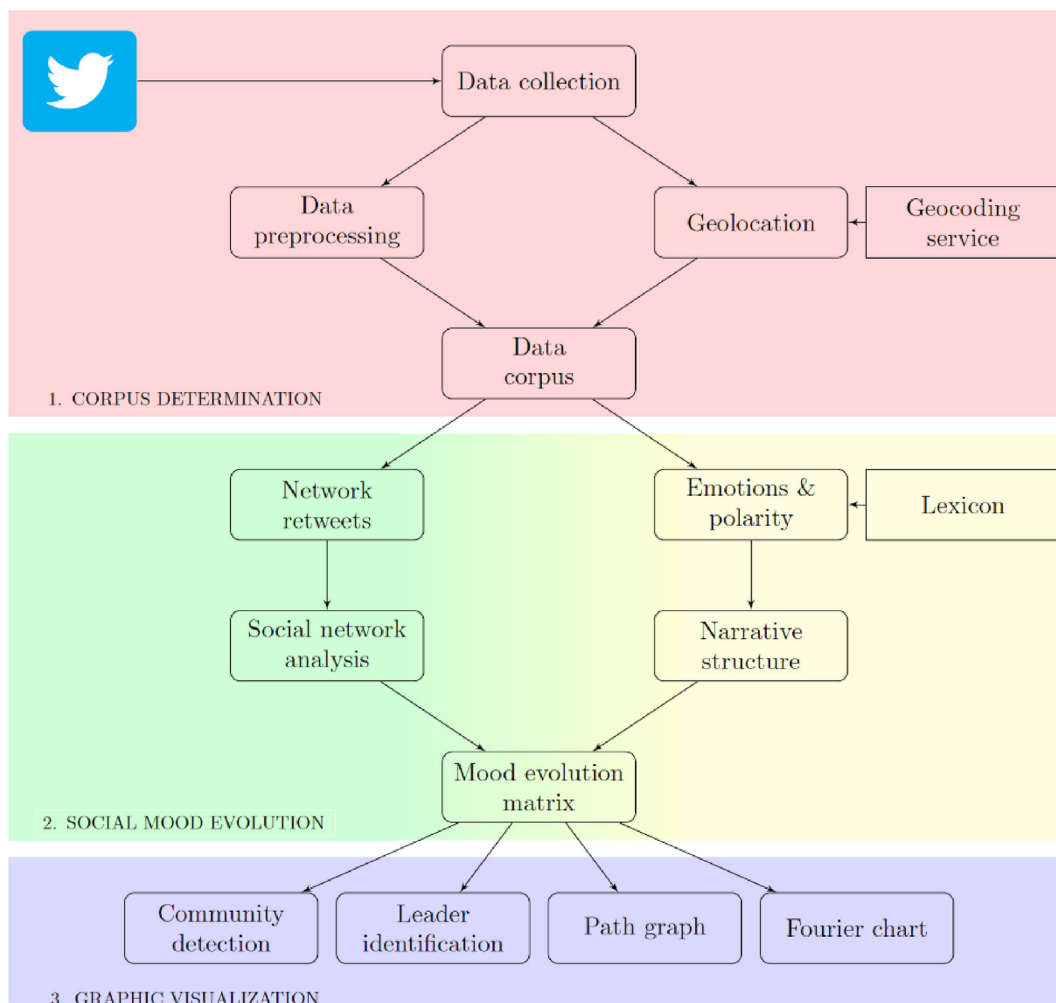 Data collection
Data
preprocessing
Geolocation
Geocoding
service
Data
corpus
1. CORPUS DETERMINATION
Network
retweets
Emotions &
polarity
Lexicon
Social network
analysis
Narrative
structure
Mood evolution
matrix
2. SOCIAL MOOD EVOLUTION
Community
detection
Leader
identification
Path graph
Fourier chart
3. GRAPHIC VISUALIZATION